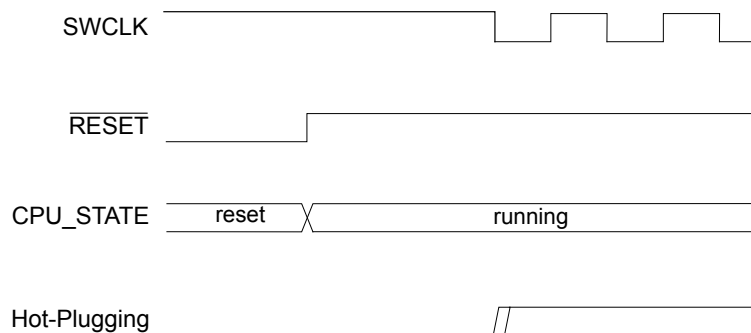 SWCLK
RESET
CPU_STATE reset running
Hot-Plugging